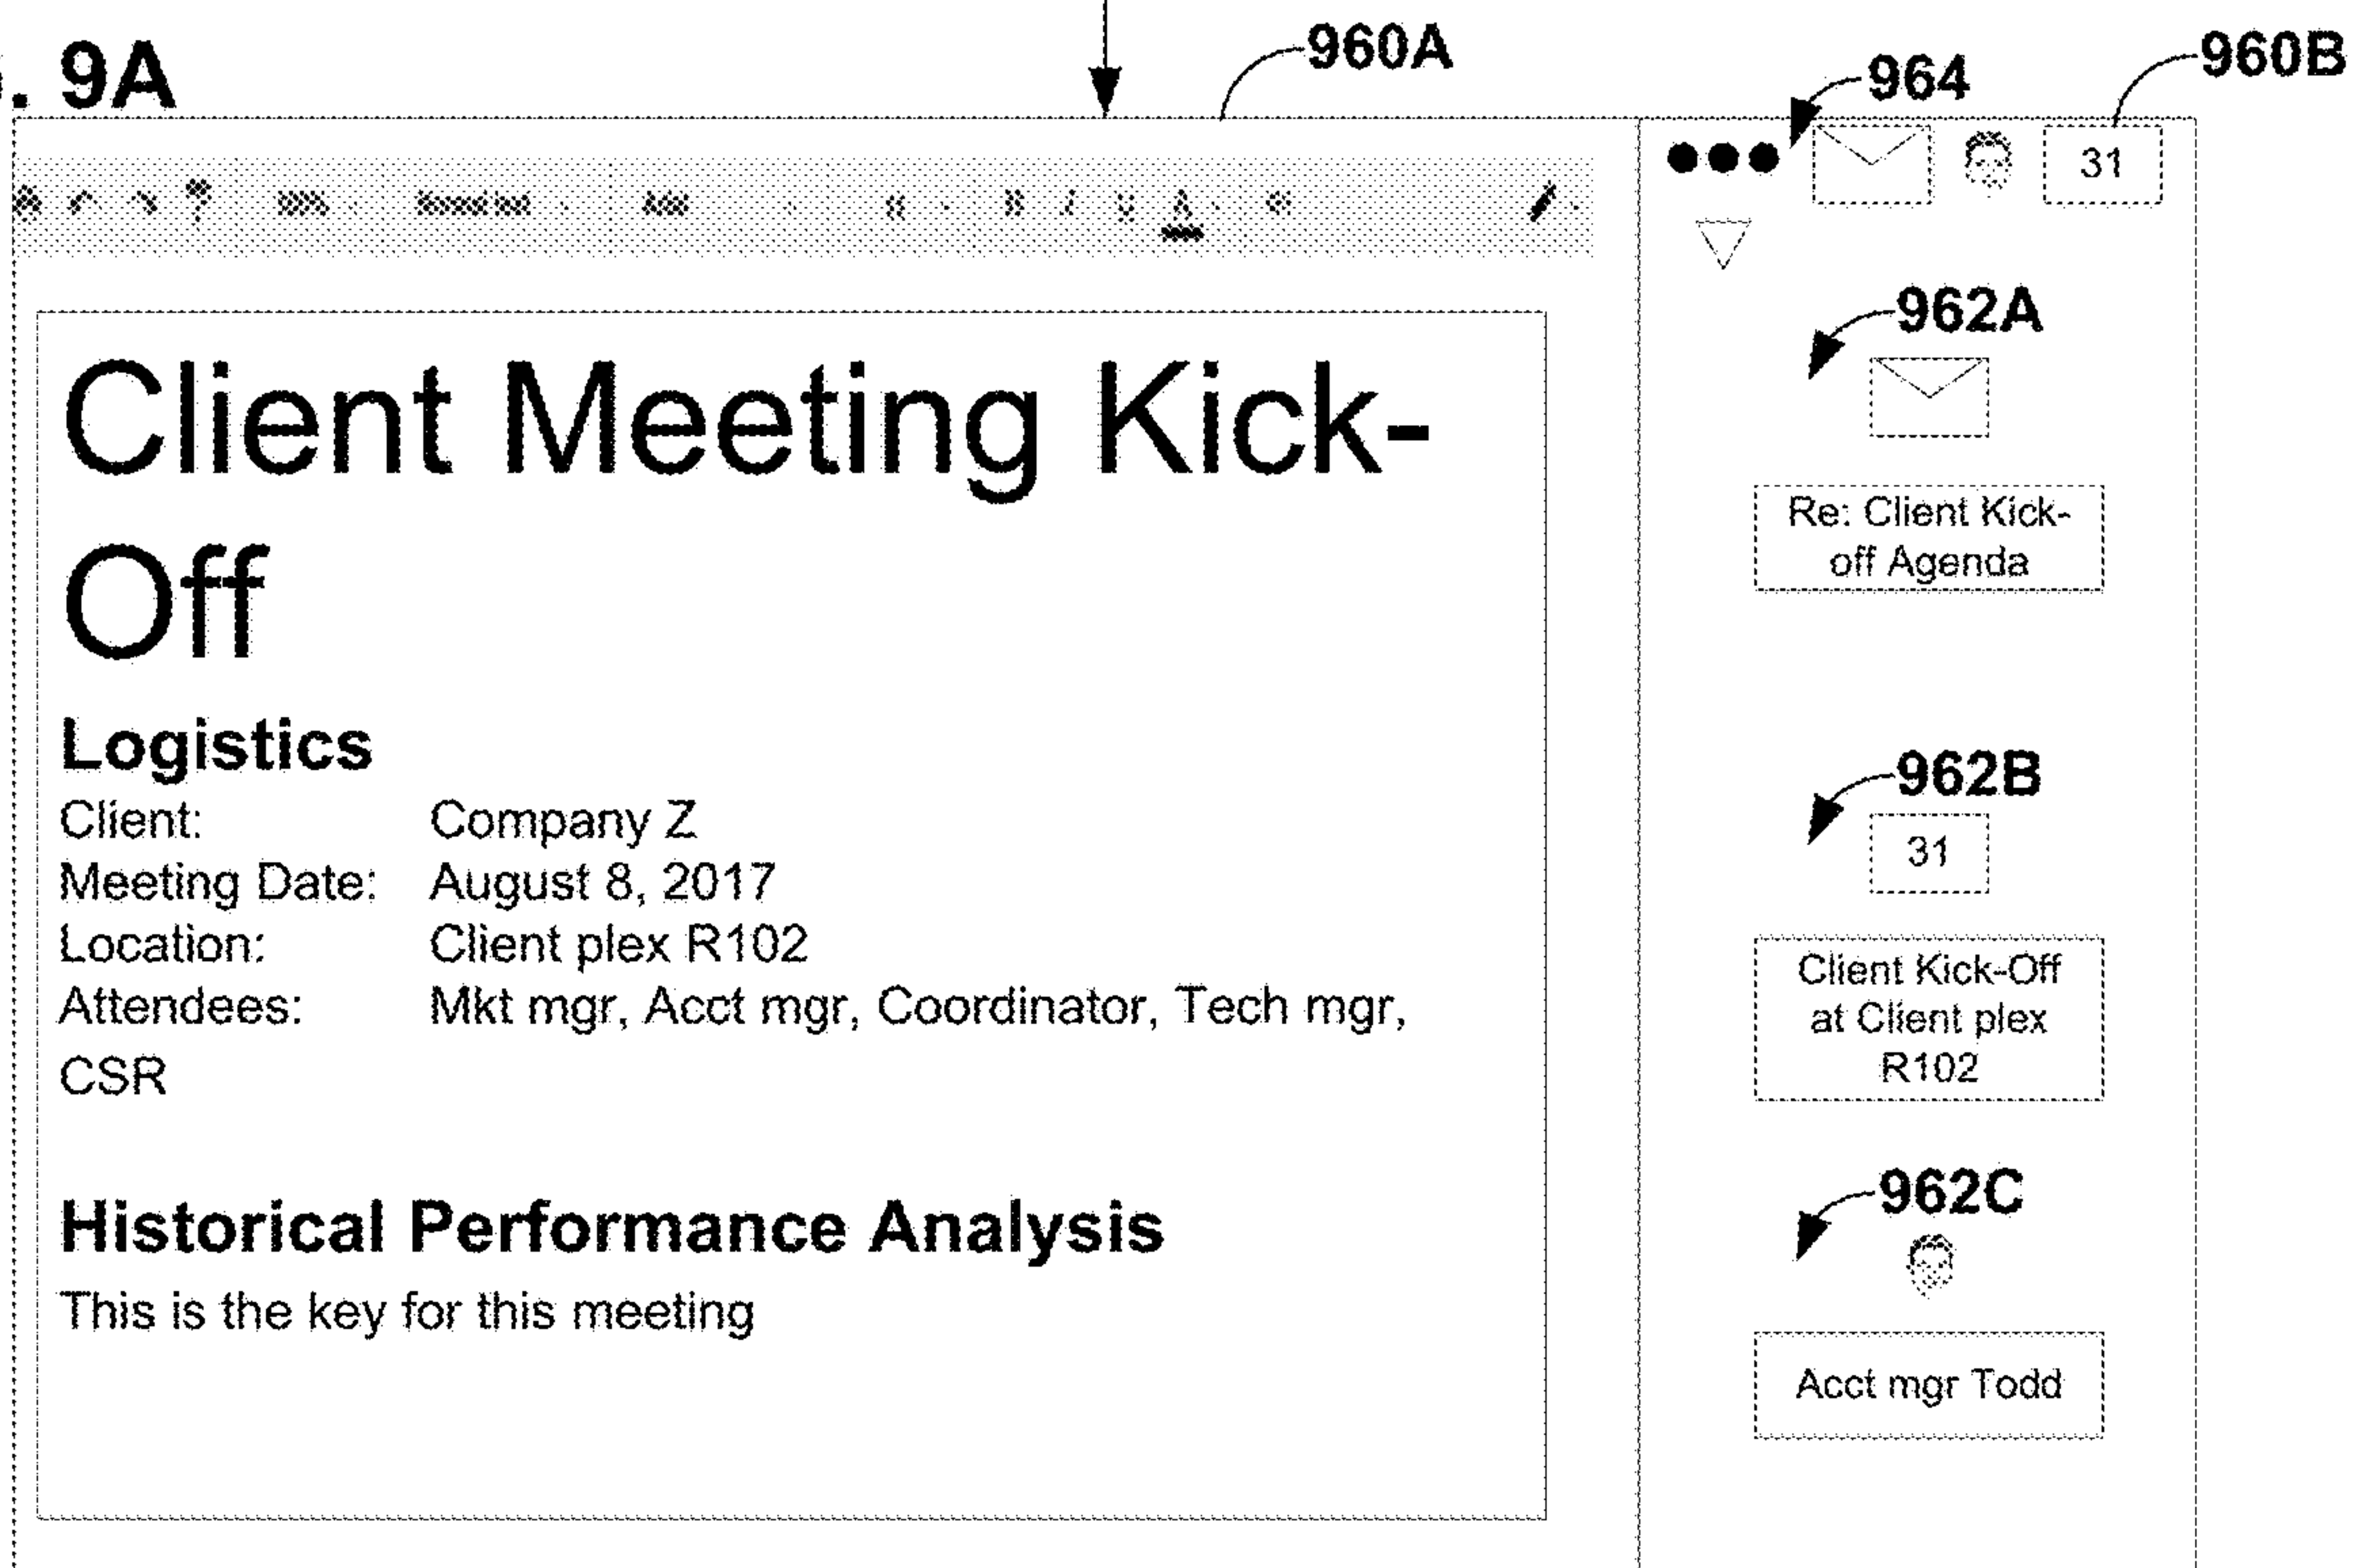 . 9A
960A
964
960B
31
Client Meeting Kick-
Off
Logistics
Client: Company Z
Meeting Date: August 8, 2017
Location: Client plex R102
Attendees: Mkt mgr, Acct mgr, Coordinator, Tech mgr,
CSR
Historical Performance Analysis
This is the key for this meeting
962A
Re: Client Kick-
off Agenda
962B
31
Client Kick-Off
at Client plex
R102
962C
Acct mgr Todd